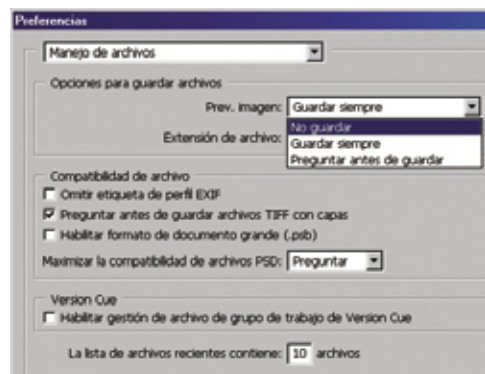 Preferencias
Manejo de archivos
Opciones para guardar archivos
Prev. imagen: Guardar siempre
No guardar
Extensión de archivo:
Guardar siempre
Preguntar antes de guardar
Compatibilidad de archivo
Omitir etiqueta de perfil EXIF
Preguntar antes de guardar archivos TIFF con capas
Habilitar formato de documento grande (.psb)
Maximizar la compatibilidad de archivos PSD: Preguntar
Version Cue
Habilitar gestión de archivo de grupo de trabajo de Version Cue
La lista de archivos recientes contiene: 10 archivos